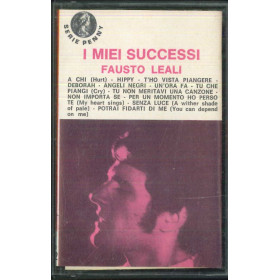 SERIE PENNY
I MIEI SUCCESSI
FAUSTO LEALI
A CHI (Hurt) - HIPPY - T'HO VISTA PIANGERE -
DEBORAH - ANGELI NEGRI - UN'ORA FA - TU CHE
PIANGI (Cry) - TU NON MERITAVI UNA CANZONE -
NON IMPORTA SE - PER UN MOMENTO HO PERSO
TE (My heart sings) - SENZA LUCE (A wither shade
of pale) - POTRAI FIDARTI DI ME (You can depend
on me)